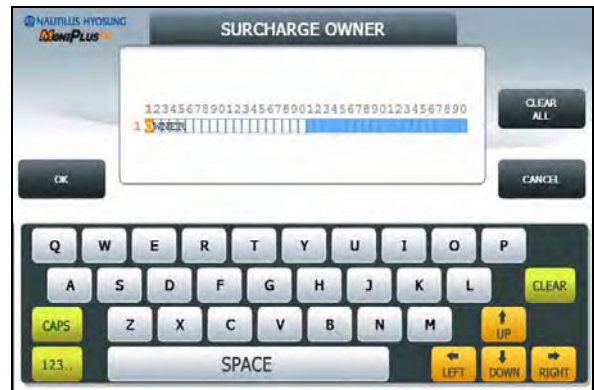 NAUTILUS HYOSUNG
MoniPlus
SURCHARGE OWNER
1234567890123456789012345678901234567890
1 OWNER
CLEAR ALL
OK
CANCEL
Q W E R T Y U I O P
A S D F G H J K L CLEAR
CAPS Z X C V B N M UP
123.. SPACE LEFT DOWN RIGHT